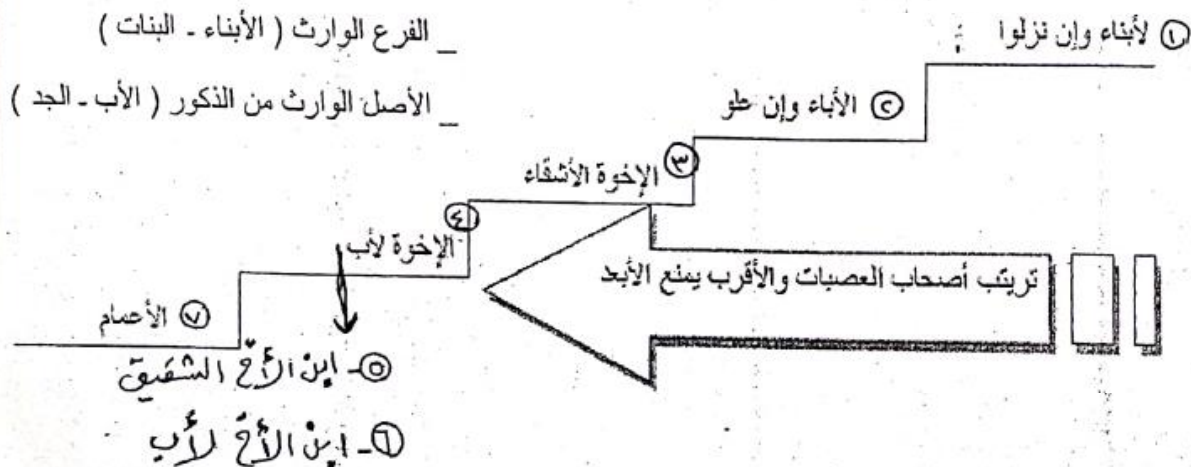 _ الفرع الوارث ( الأبناء - البنات )
_ الأصل الوارث من الذكور ( الأب - الجد )
① لأبناء وإن نزلوا :
② الأباء وإن علو
③ الإخوة الأشقاء
④ الإخوة لأب
ترتيب أصحاب العصبات والأقرب يمنع الأبعد
⑦ الأعمام
⑤- ابن الأخ الشقيق
⑥- ابن الأخ لأب